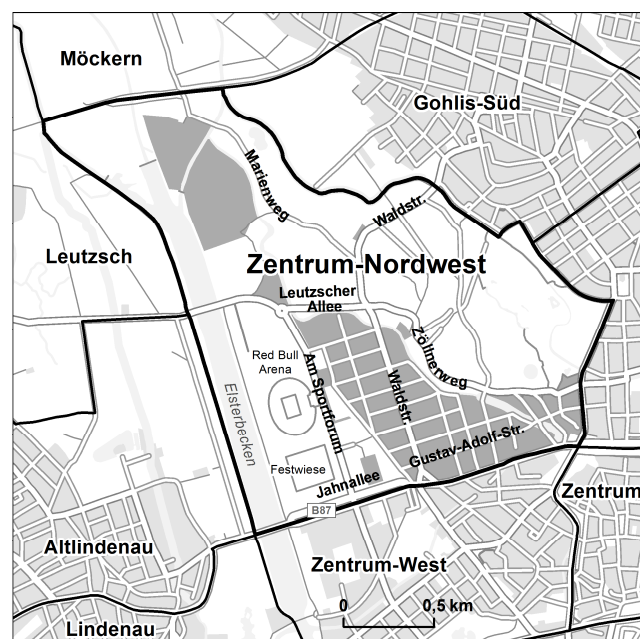 Möckern
Gohlis-Süd
Marienweg
Waldstr.
Leutzsch
Zentrum-Nordwest
Leutzscher
Allee
Red Bull
Arena
Am Sportforum
Zöllnerweg
Waldstr.
Elsterbecken
Gustav-Adolf-Str.
Festwiese
Jahnallee
B87
Zentrum
Altlindenau
Zentrum-West
0 0,5 km
Lindenau